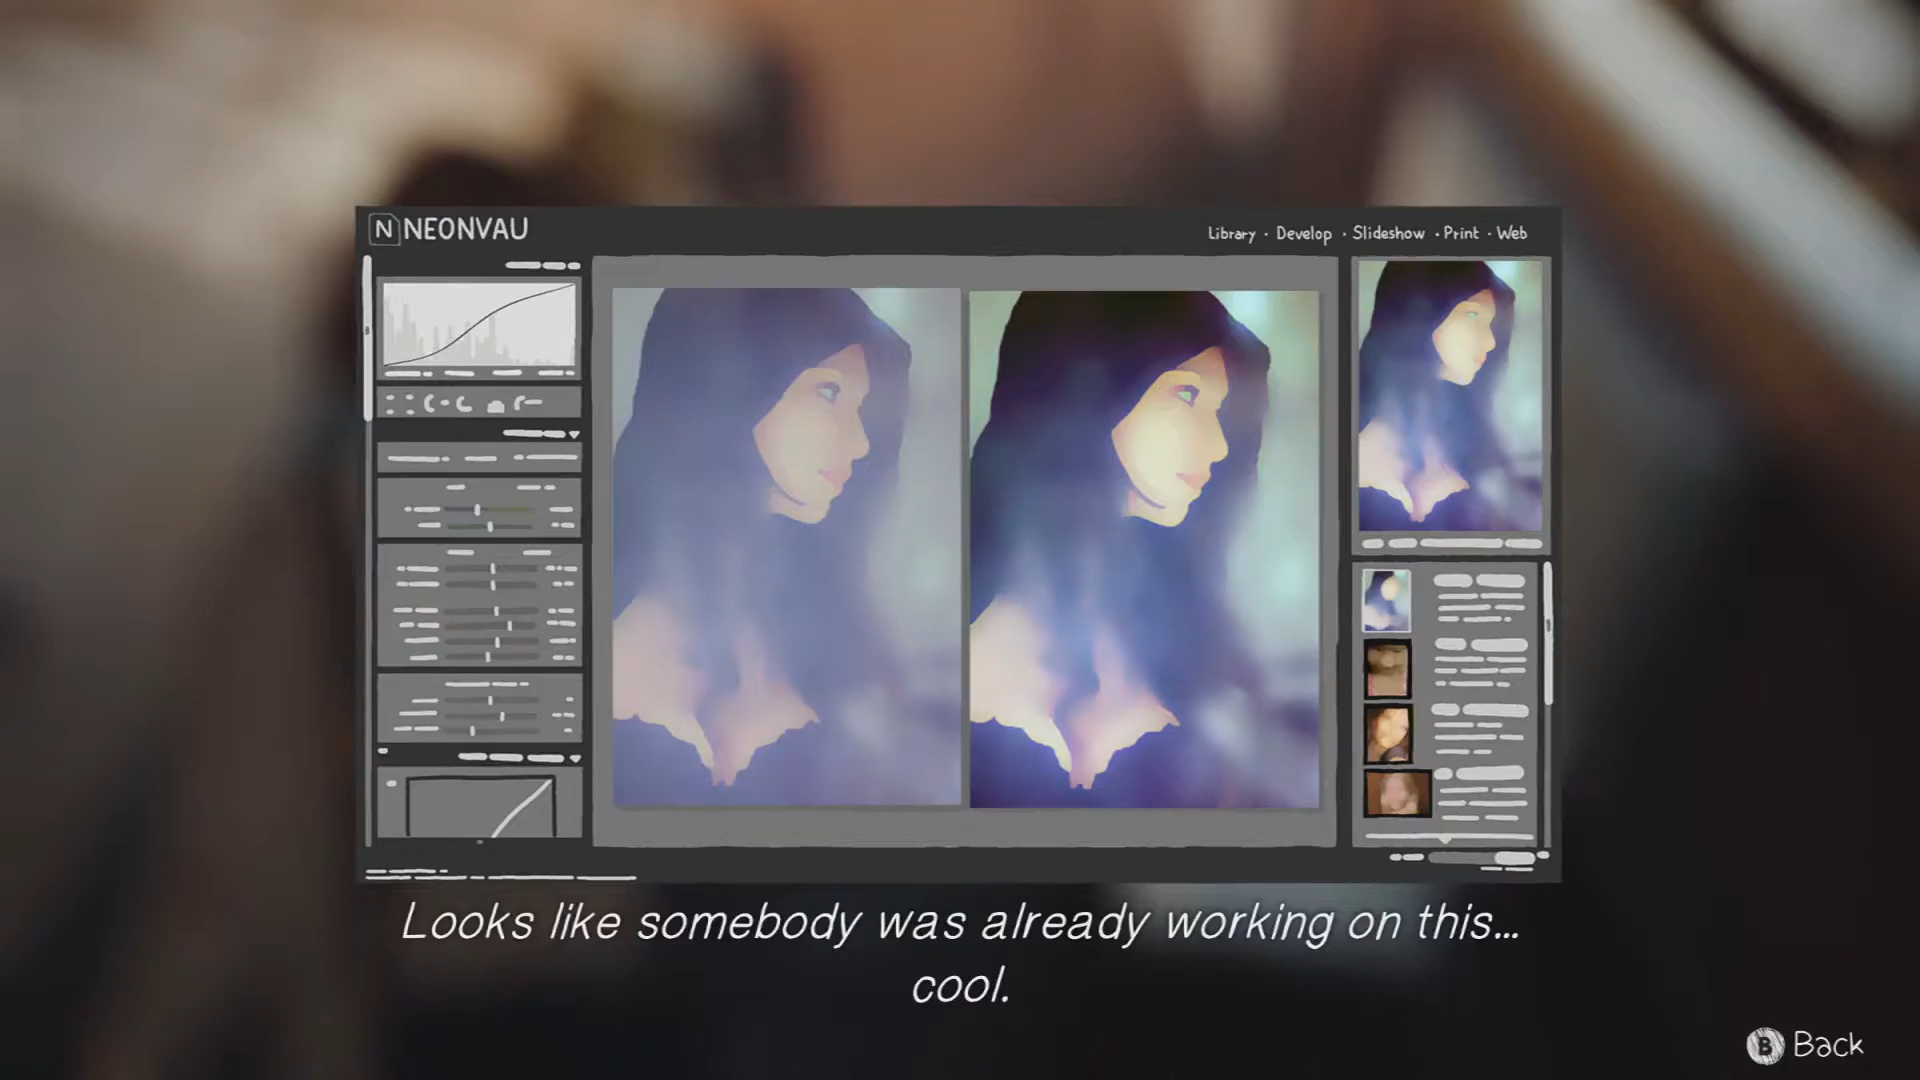 N NEONVAU
Library · Develop · Slideshow · Print · Web
Looks like somebody was already working on this...
cool.
B Back